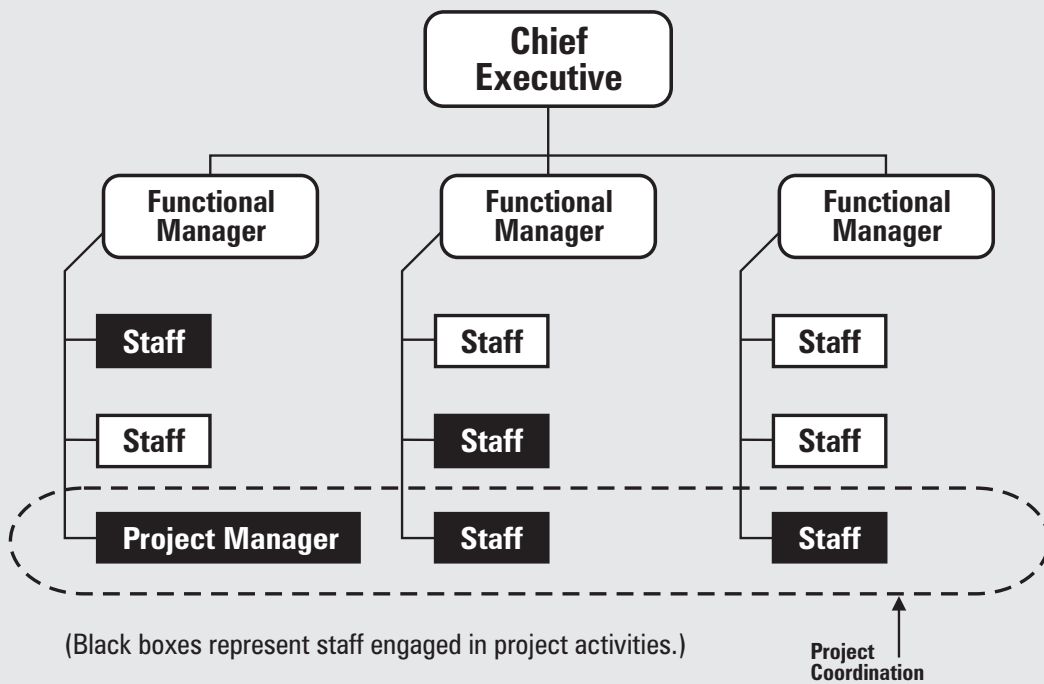 Chief
Executive
Functional
Manager
Functional
Manager
Functional
Manager
Staff
Staff
Staff
Staff
Staff
Staff
Project Manager
Staff
Staff
(Black boxes represent staff engaged in project activities.)
Project
Coordination